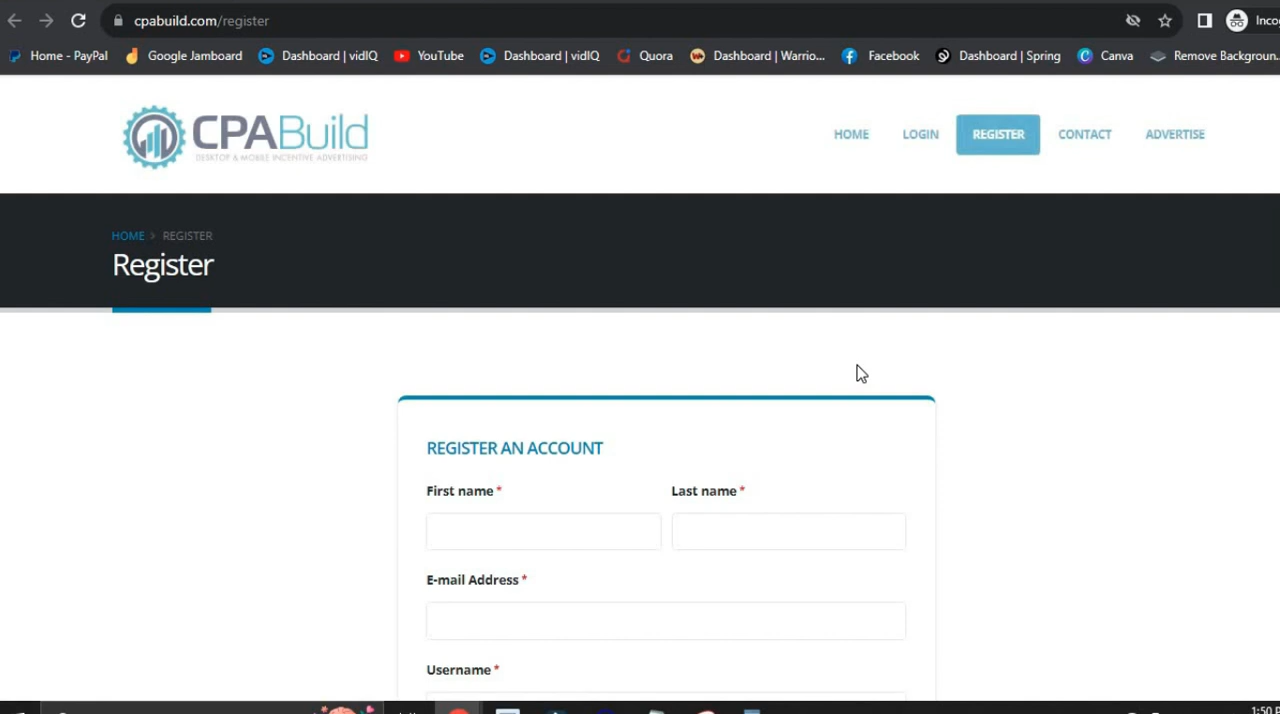 cpabuild.com/register
Home - PayPal Google Jamboard Dashboard | vidIQ YouTube Dashboard | vidIQ Quora Dashboard | Warrio... Facebook Dashboard | Spring Canva Remove Backgroun...
CPABuild
DESKTOP & MOBILE INCENTIVE ADVERTISING
HOME LOGIN REGISTER CONTACT ADVERTISE
HOME > REGISTER
Register
REGISTER AN ACCOUNT
First name * Last name *
E-mail Address *
Username *
1:50